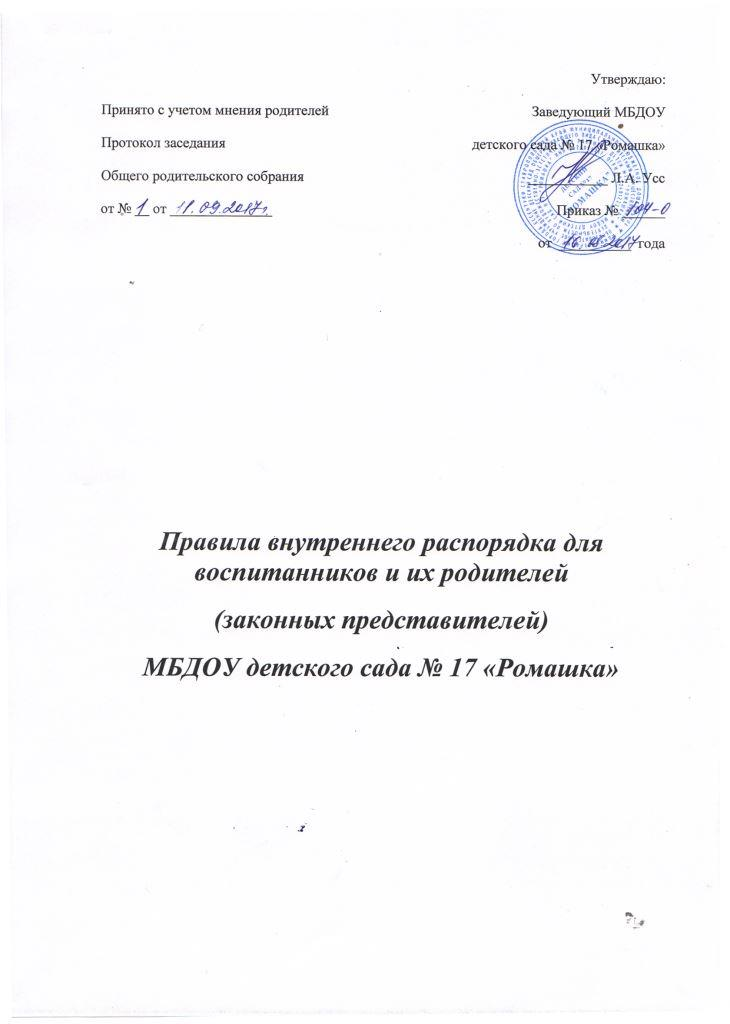 Утверждаю:
Принято с учетом мнения родителей
Заведующий МБДОУ
Протокол заседания
детского сада № 17 «Ромашка»
Общего родительского собрания
Л.А. Усс
от № 1 от 11.09.2017г.
Приказ № 104-О
от 2017года
Правила внутреннего распорядка для
воспитанников и их родителей
(законных представителей)
МБДОУ детского сада № 17 «Ромашка»